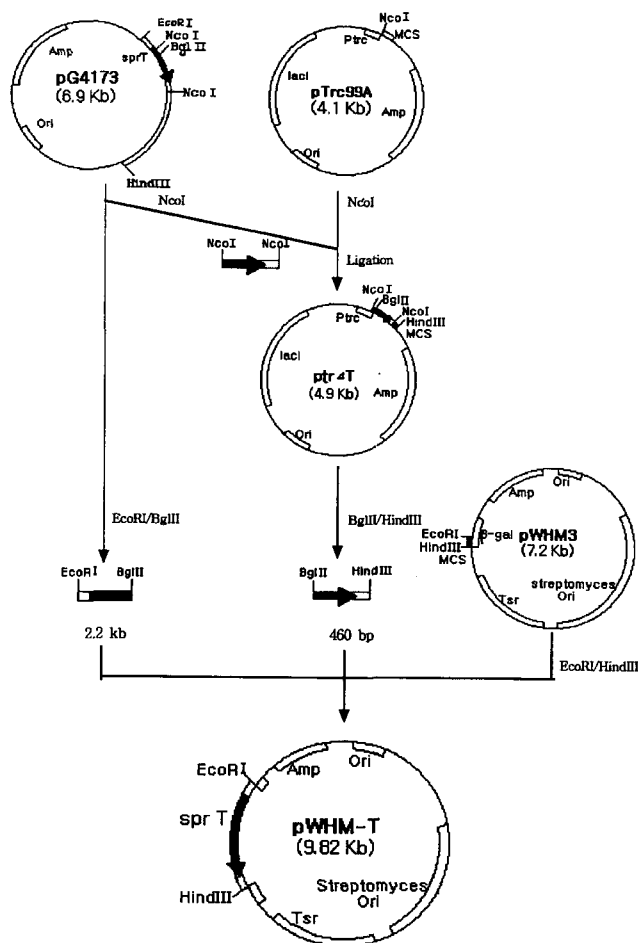 EcoRI
Nco I
Bgl II
sprT
Amp
pG4173
(6.9 Kb)
Nco I
Ori
HindIII
NcoI
Ptrc
MCS
lacI
pTrc99A
(4.1 Kb)
Amp
Ori
NcoI
NcoI
NcoI NcoI
Ligation
NcoI
BglII
NcoI
HindIII
MCS
Ptrc
lacI
(4.9 Kb)
Amp
Ori
EcoRI/BglII
BglII/HindIII
Amp
Ori
EcoRI
HindIII
MCS
β-gal
pWHM3
(7.2 Kb)
streptomyces
Ori
Tsr
EcoRI BglII
BglII HindIII
2.2 kb
460 bp
EcoRI/HindIII
EcoRI
Amp
Ori
spr T
pWHM-T
(9.82 Kb)
HindIII
Streptomyces
Ori
Tsr